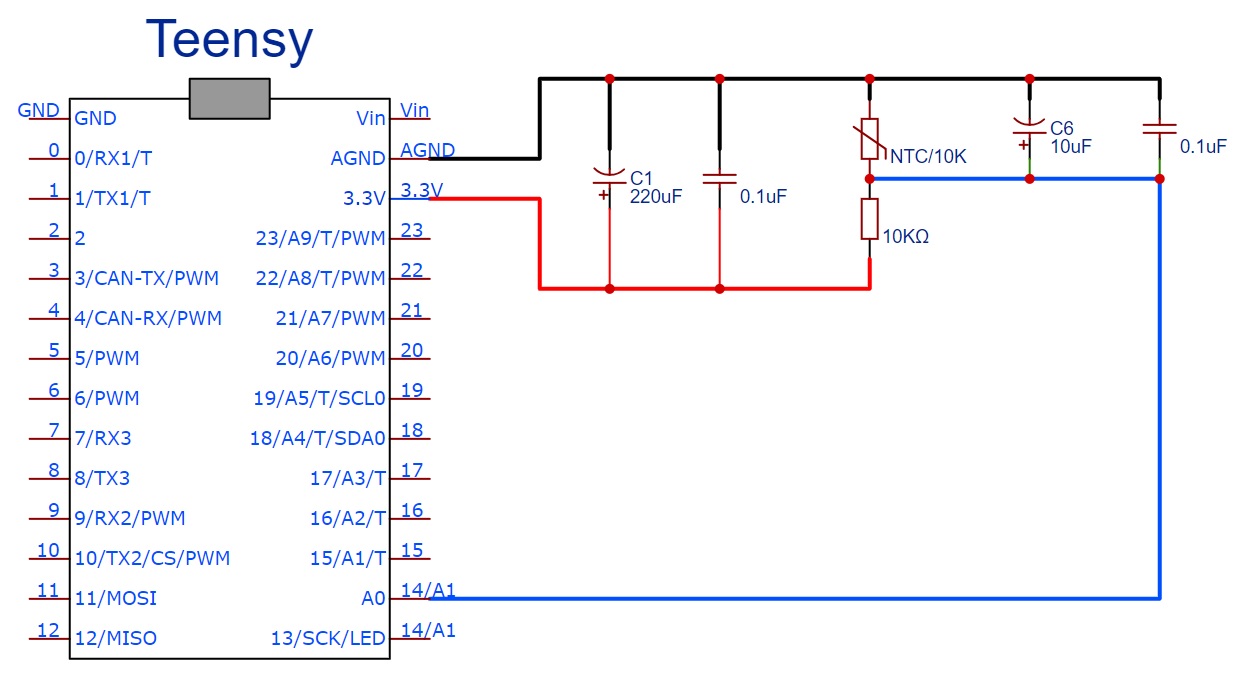 Teensy
GND
GND
0
0/RX1/T
1
1/TX1/T
2
2
3
3/CAN-TX/PWM
4
4/CAN-RX/PWM
5
5/PWM
6
6/PWM
7
7/RX3
8
8/TX3
9
9/RX2/PWM
10
10/TX2/CS/PWM
11
11/MOSI
12
12/MISO
Vin
Vin
AGND
AGND
3.3V
3.3V
23/A9/T/PWM
23
22/A8/T/PWM
22
21/A7/PWM
21
20/A6/PWM
20
19/A5/T/SCL0
19
18/A4/T/SDA0
18
17/A3/T
17
16/A2/T
16
15/A1/T
15
A0
14/A1
13/SCK/LED
14/A1
C1
+
220uF
0.1uF
NTC/10K
10KΩ
C6
+
10uF
0.1uF